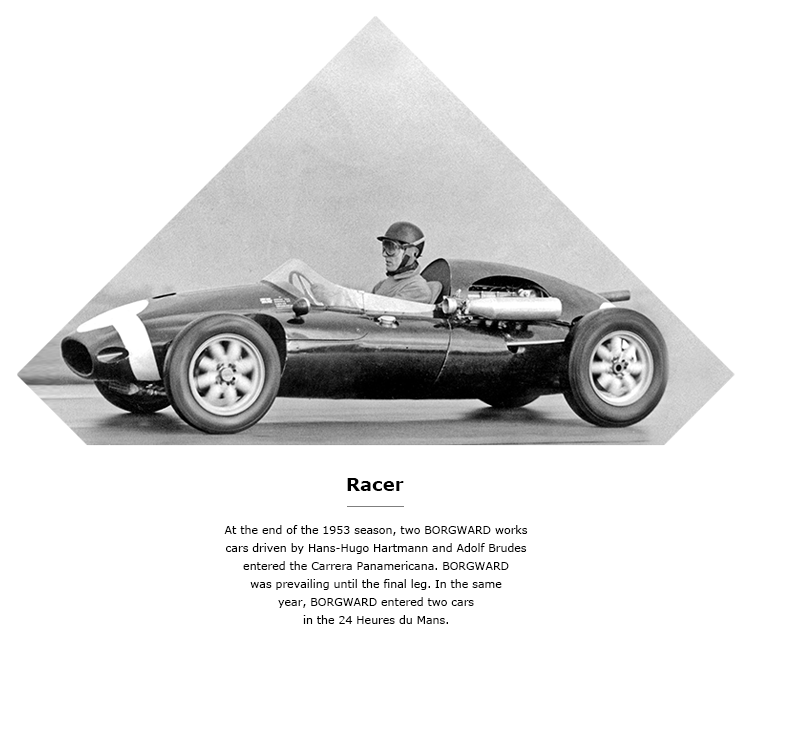 Racer
At the end of the 1953 season, two BORGWARD works
cars driven by Hans-Hugo Hartmann and Adolf Brudes
entered the Carrera Panamericana. BORGWARD
was prevailing until the final leg. In the same
year, BORGWARD entered two cars
in the 24 Heures du Mans.